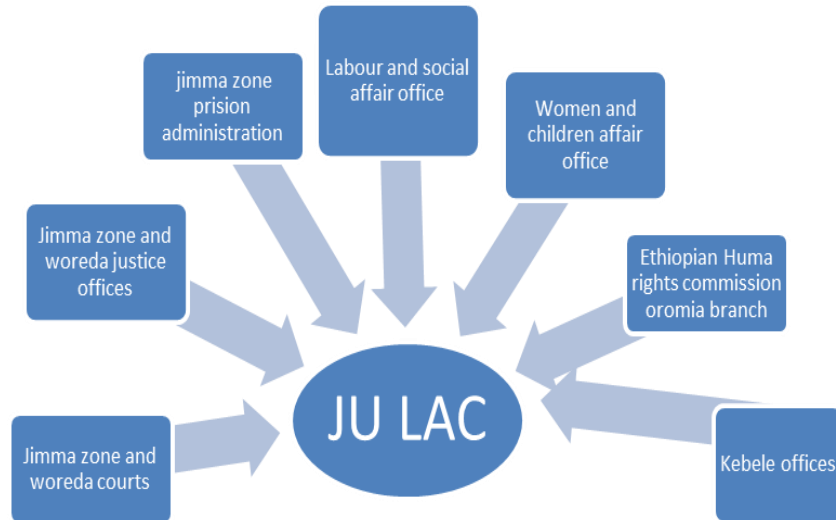 Labour and social
affair office
jimma zone
prision
administration
Women and
children affair
office
Jimma zone and
woreda justice
offices
Ethiopian Huma
rights commission
oromia branch
JU LAC
Jimma zone and
woreda courts
Kebele offices